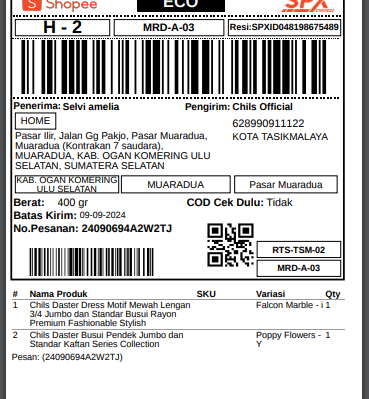 Shopee
ECO
SPX
H - 2
MRD-A-03
Resi:SPXID048198675489
Penerima: Selvi amelia
Pengirim: Chils Official
HOME
628990911122
KOTA TASIKMALAYA
Pasar Ilir, Jalan Gg Pakjo, Pasar Muaradua,
Muaradua (Kontrakan 7 saudara),
MUARADUA, KAB. OGAN KOMERING ULU
SELATAN, SUMATERA SELATAN
KAB. OGAN KOMERING
ULU SELATAN
MUARADUA
Pasar Muaradua
Berat: 400 gr
COD Cek Dulu: Tidak
Batas Kirim: 09-09-2024
No.Pesanan: 24090694A2W2TJ
RTS-TSM-02
MRD-A-03
# Nama Produk SKU Variasi Qty
1 Chils Daster Dress Motif Mewah Lengan Falcon Marble - i 1
3/4 Jumbo dan Standar Busui Rayon
Premium Fashionable Stylish
2 Chils Daster Busui Pendek Jumbo dan Poppy Flowers - 1
Standar Kaftan Series Collection Y
Pesan: (24090694A2W2TJ)